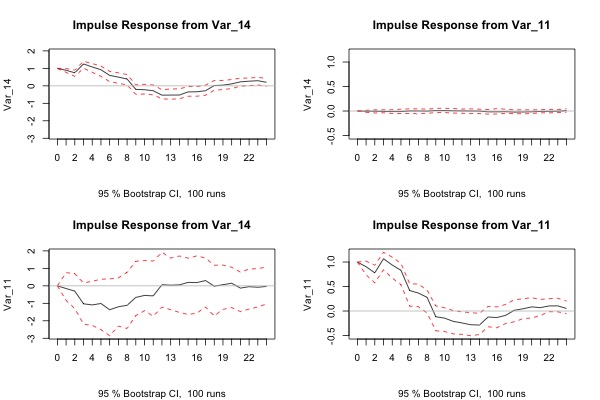 Impulse Response from Var_14
Var_14
2
1
0
-1
-2
-3
0 2 4 6 8 10 13 16 19 22
95 % Bootstrap CI, 100 runs
Impulse Response from Var_11
Var_14
1.0
0.5
0.0
-0.5
0 2 4 6 8 10 13 16 19 22
95 % Bootstrap CI, 100 runs
Impulse Response from Var_14
Var_11
2
1
0
-1
-2
-3
0 2 4 6 8 10 13 16 19 22
95 % Bootstrap CI, 100 runs
Impulse Response from Var_11
Var_11
1.0
0.5
0.0
-0.5
0 2 4 6 8 10 13 16 19 22
95 % Bootstrap CI, 100 runs